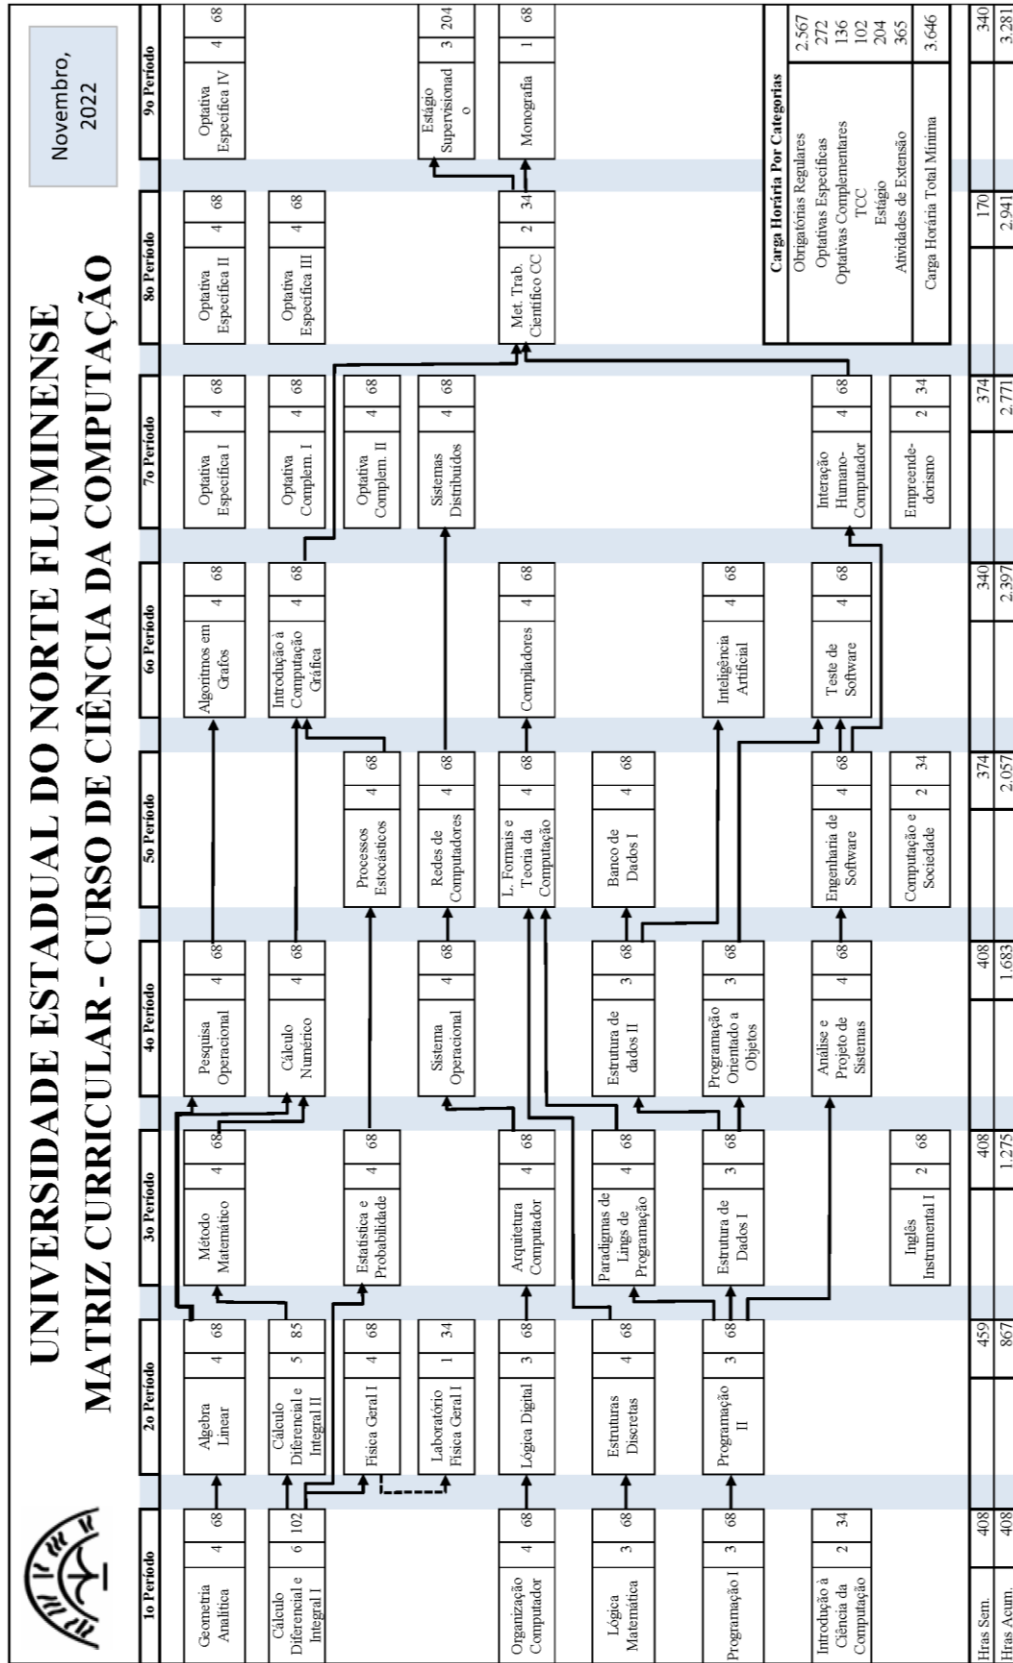 UNIVERSIDADE ESTADUAL DO NORTE FLUMINENSE
MATRIZ CURRICULAR - CURSO DE CIÊNCIA DA COMPUTAÇÃO
Novembro,
2022
1o Período
2o Período
3o Período
4o Período
5o Período
6o Período
7o Período
8o Período
9o Período
Geometria
Analítica
4 68
Algebra
Linear
4 68
Método
Matemático
4 68
Pesquisa
Operacional
4 68
Algoritmos em
Grafos
4 68
Optativa
Específica I
4 68
Optativa
Específica II
4 68
Optativa
Específica IV
4 68
Cálculo
Diferencial e
Integral I
6 102
Cálculo
Diferencial e
Integral II
5 85
Cálculo
Numérico
4 68
Introdução à
Computação
Gráfica
4 68
Optativa
Complem. I
4 68
Optativa
Específica III
4 68
Física Geral I
4 68
Estatística e
Probabilidade
4 68
Processos
Estocásticos
4 68
Optativa
Complem. II
4 68
Laboratório
Física Geral I
1 34
Sistema
Operacional
4 68
Redes de
Computadores
4 68
Sistemas
Distribuídos
4 68
Estágio
Supervisionad
o
3 204
Organização
Computador
4 68
Lógica Digital
3 68
Arquitetura
Computador
4 68
L. Formais e
Teoria da
Computação
4 68
Compiladores
4 68
Met. Trab.
Científico CC
2 34
Monografia
1 68
Lógica
Matemática
3 68
Estruturas
Discretas
4 68
Paradigmas de
Lings de
Programação
4 68
Estrutura de
dados II
3 68
Banco de
Dados I
4 68
Programação I
3 68
Programação
II
3 68
Estrutura de
Dados I
3 68
Programação
Orientado a
Objetos
3 68
Inteligência
Artificial
4 68
Introdução à
Ciência da
Computação
2 34
Análise e
Projeto de
Sistemas
4 68
Engenharia de
Software
4 68
Teste de
Software
4 68
Interação
Humano-
Computador
4 68
Inglês
Instrumental I
2 68
Computação e
Sociedade
2 34
Empreende-
dorismo
2 34
Carga Horária Por Categorias
Obrigatórias Regulares 2.567
Optativas Específicas 272
Optativas Complementares 136
TCC 102
Estágio 204
Atividades de Extensão 365
Carga Horária Total Mínima 3.646
Hras Sem. 408 459 408 408 374 340 374 170 340
Hras Acum. 408 867 1.275 1.683 2.057 2.397 2.771 2.941 3.281